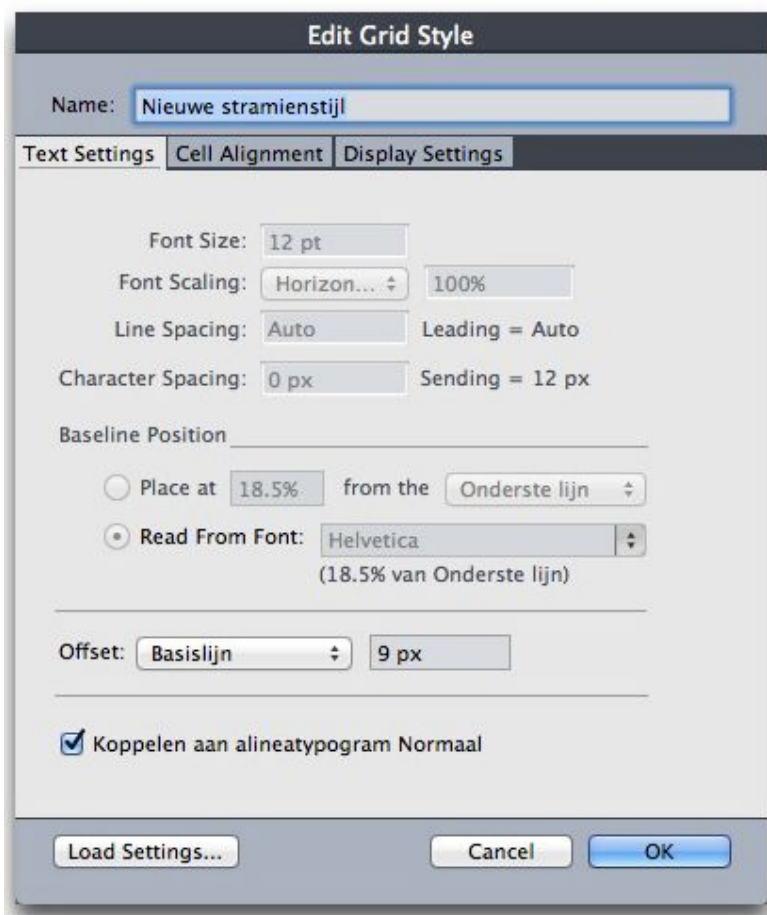 Edit Grid Style
Name: Nieuwe stramienstijl
Text Settings Cell Alignment Display Settings
Font Size: 12 pt
Font Scaling: Horizon... 100%
Line Spacing: Auto Leading = Auto
Character Spacing: 0 px Sending = 12 px
Baseline Position
Place at 18.5% from the Onderste lijn
Read From Font: Helvetica
(18.5% van Onderste lijn)
Offset: Basislijn 9 px
Koppelen aan alineatypogram Normaal
Load Settings... Cancel OK